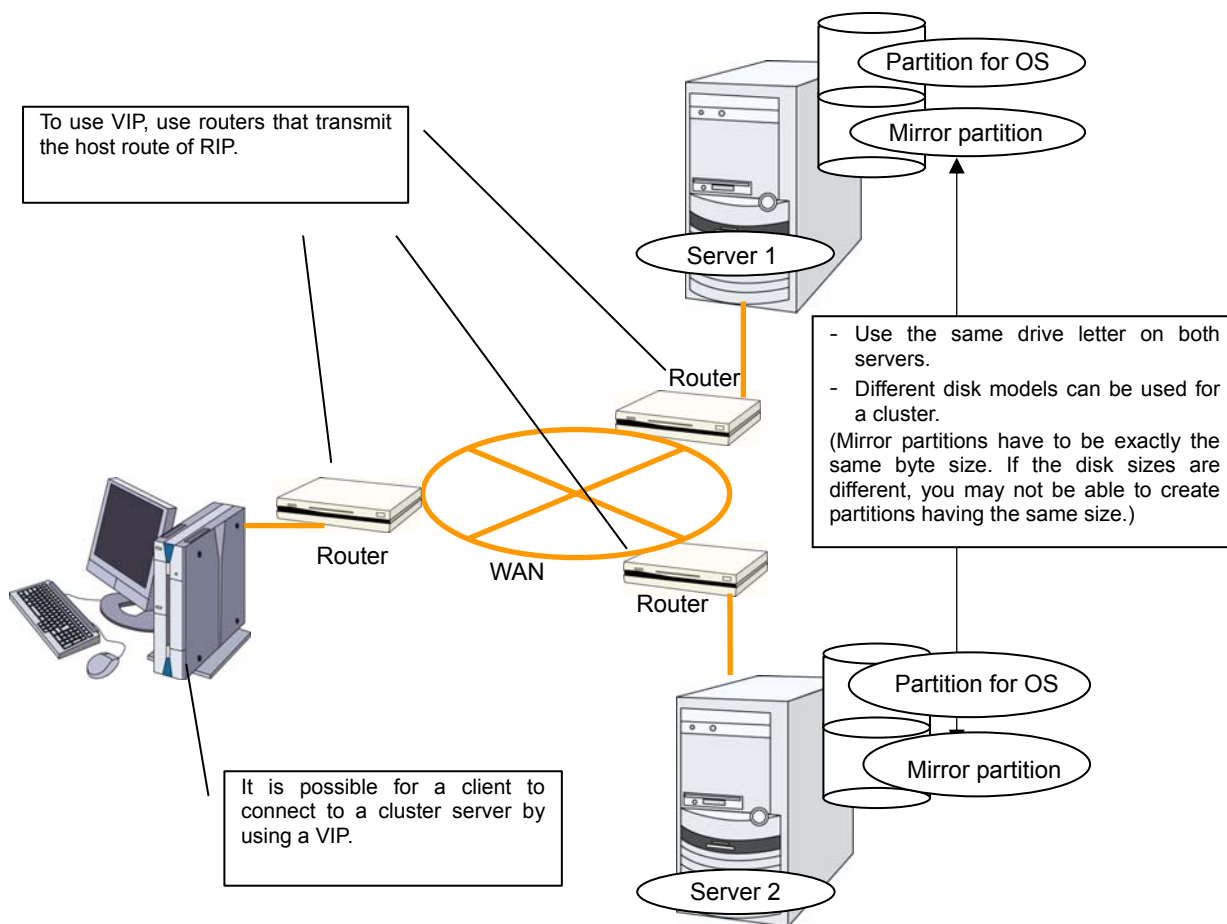 Partition for OS
Mirror partition
To use VIP, use routers that transmit
the host route of RIP.
Server 1
- Use the same drive letter on both
servers.
- Different disk models can be used for
a cluster.
(Mirror partitions have to be exactly the
same byte size. If the disk sizes are
different, you may not be able to create
partitions having the same size.)
Router
Router
WAN
Router
Partition for OS
Mirror partition
It is possible for a client to
connect to a cluster server by
using a VIP.
Server 2